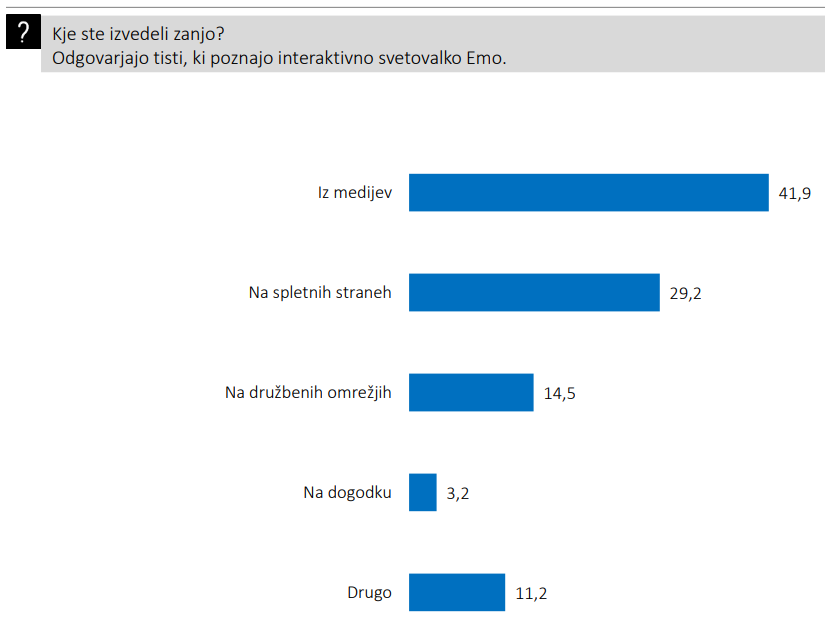 ?
Kje ste izvedeli zanjo?
Odgovarjajo tisti, ki poznajo interaktivno svetovalko Emo.
Iz medijev 41,9
Na spletnih straneh 29,2
Na družbenih omrežjih 14,5
Na dogodku 3,2
Drugo 11,2